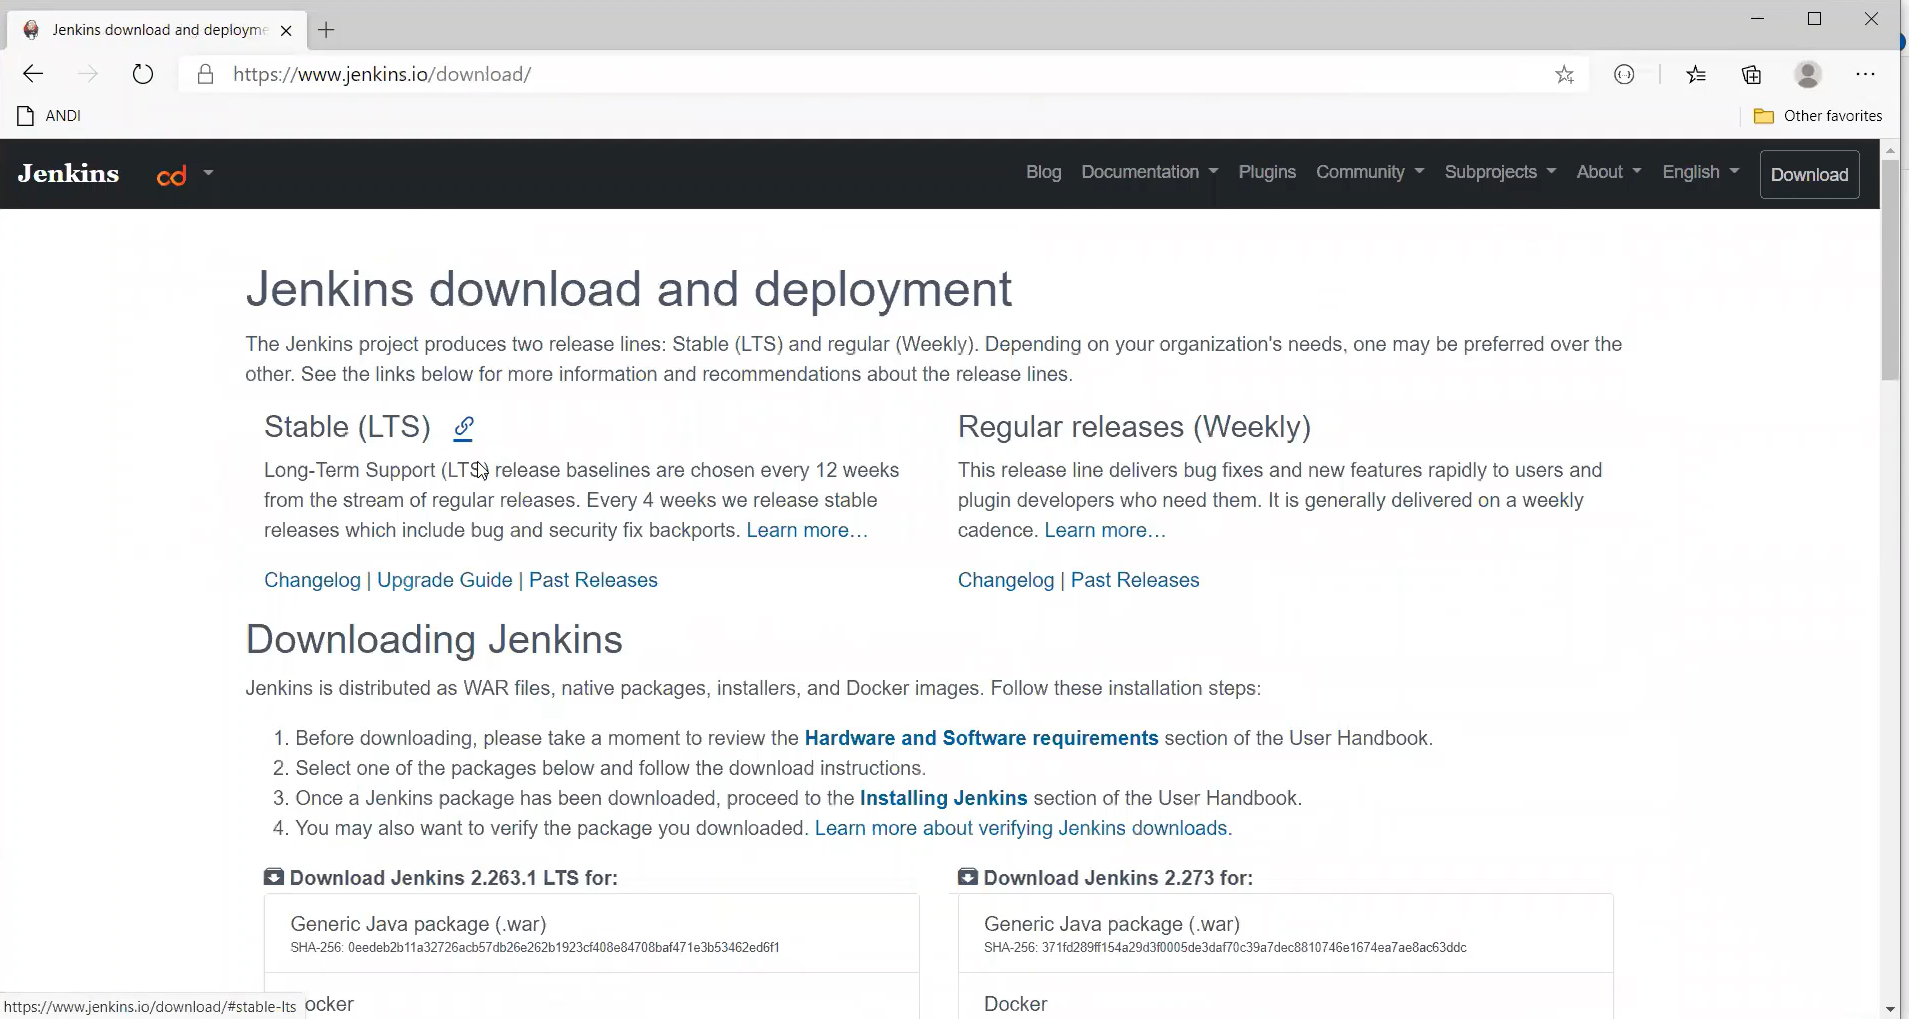 Jenkins download and deployme
https://www.jenkins.io/download/
ANDI
Other favorites
Jenkins
cd
Blog Documentation Plugins Community Subprojects About English Download
Jenkins download and deployment
The Jenkins project produces two release lines: Stable (LTS) and regular (Weekly). Depending on your organization's needs, one may be preferred over the
other. See the links below for more information and recommendations about the release lines.
Stable (LTS)
Long-Term Support (LTS) release baselines are chosen every 12 weeks
from the stream of regular releases. Every 4 weeks we release stable
releases which include bug and security fix backports. Learn more…
Changelog | Upgrade Guide | Past Releases
Regular releases (Weekly)
This release line delivers bug fixes and new features rapidly to users and
plugin developers who need them. It is generally delivered on a weekly
cadence. Learn more…
Changelog | Past Releases
Downloading Jenkins
Jenkins is distributed as WAR files, native packages, installers, and Docker images. Follow these installation steps:
1. Before downloading, please take a moment to review the Hardware and Software requirements section of the User Handbook.
2. Select one of the packages below and follow the download instructions.
3. Once a Jenkins package has been downloaded, proceed to the Installing Jenkins section of the User Handbook.
4. You may also want to verify the package you downloaded. Learn more about verifying Jenkins downloads.
Download Jenkins 2.263.1 LTS for:
Generic Java package (.war)
SHA-256: 0eedeb2b11a32726acb57db26e262b1923cf408e84708baf471e3b53462ed6f1
ocker
Download Jenkins 2.273 for:
Generic Java package (.war)
SHA-256: 371fd289ff154a29d3f0005de3daf70c39a7dec8810746e1674ea7ae8ac63ddc
Docker
https://www.jenkins.io/download/#stable-lts